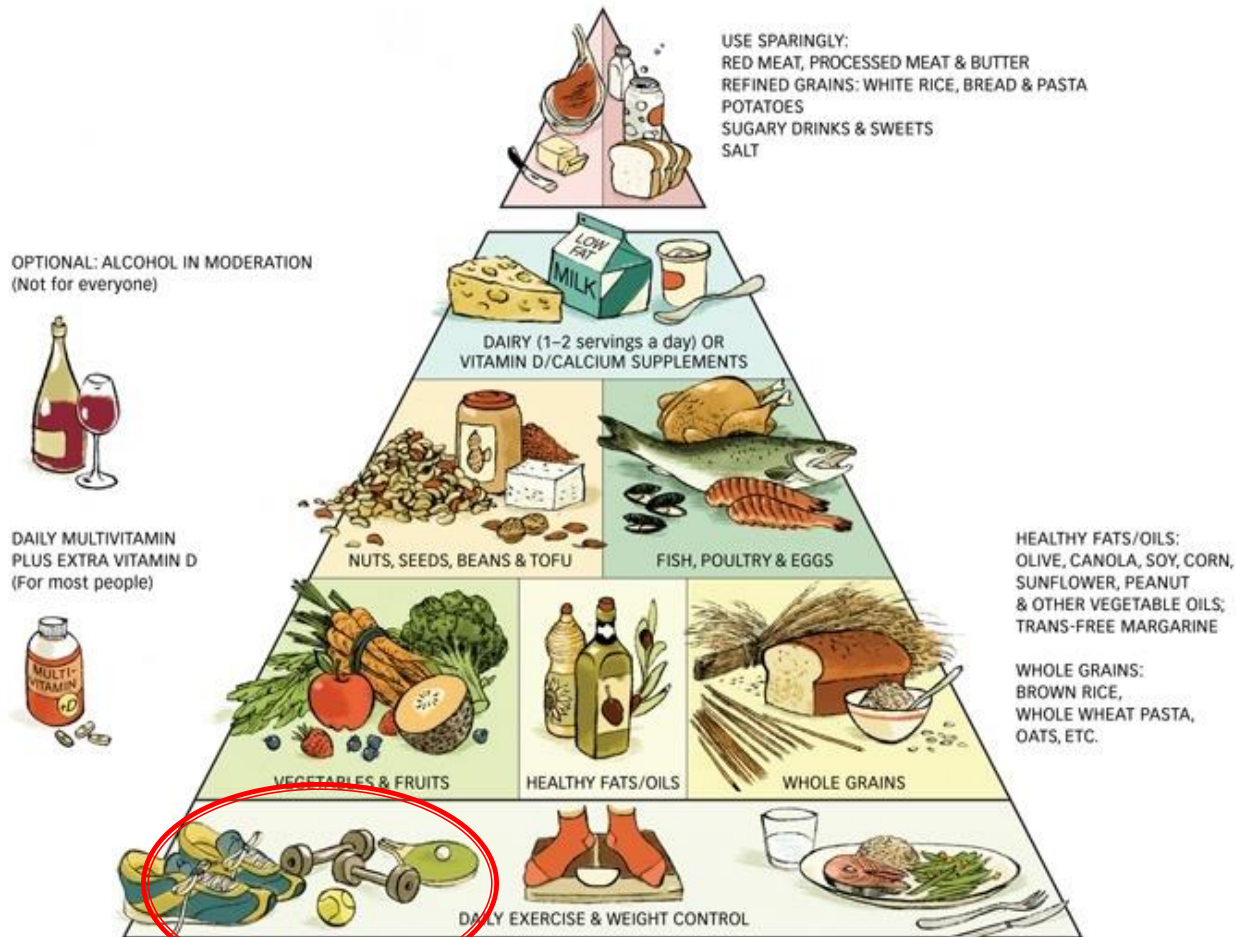 USE SPARINGLY:
RED MEAT, PROCESSED MEAT & BUTTER
REFINED GRAINS: WHITE RICE, BREAD & PASTA
POTATOES
SUGARY DRINKS & SWEETS
SALT
OPTIONAL: ALCOHOL IN MODERATION
(Not for everyone)
LOW
FAT
MILK
DAIRY (1–2 servings a day) OR
VITAMIN D/CALCIUM SUPPLEMENTS
NUTS, SEEDS, BEANS & TOFU
FISH, POULTRY & EGGS
DAILY MULTIVITAMIN
PLUS EXTRA VITAMIN D
(For most people)
MULTI-
VITAMIN
+D
HEALTHY FATS/OILS:
OLIVE, CANOLA, SOY, CORN,
SUNFLOWER, PEANUT
& OTHER VEGETABLE OILS;
TRANS-FREE MARGARINE
WHOLE GRAINS:
BROWN RICE,
WHOLE WHEAT PASTA,
OATS, ETC.
VEGETABLES & FRUITS
HEALTHY FATS/OILS
WHOLE GRAINS
DAILY EXERCISE & WEIGHT CONTROL